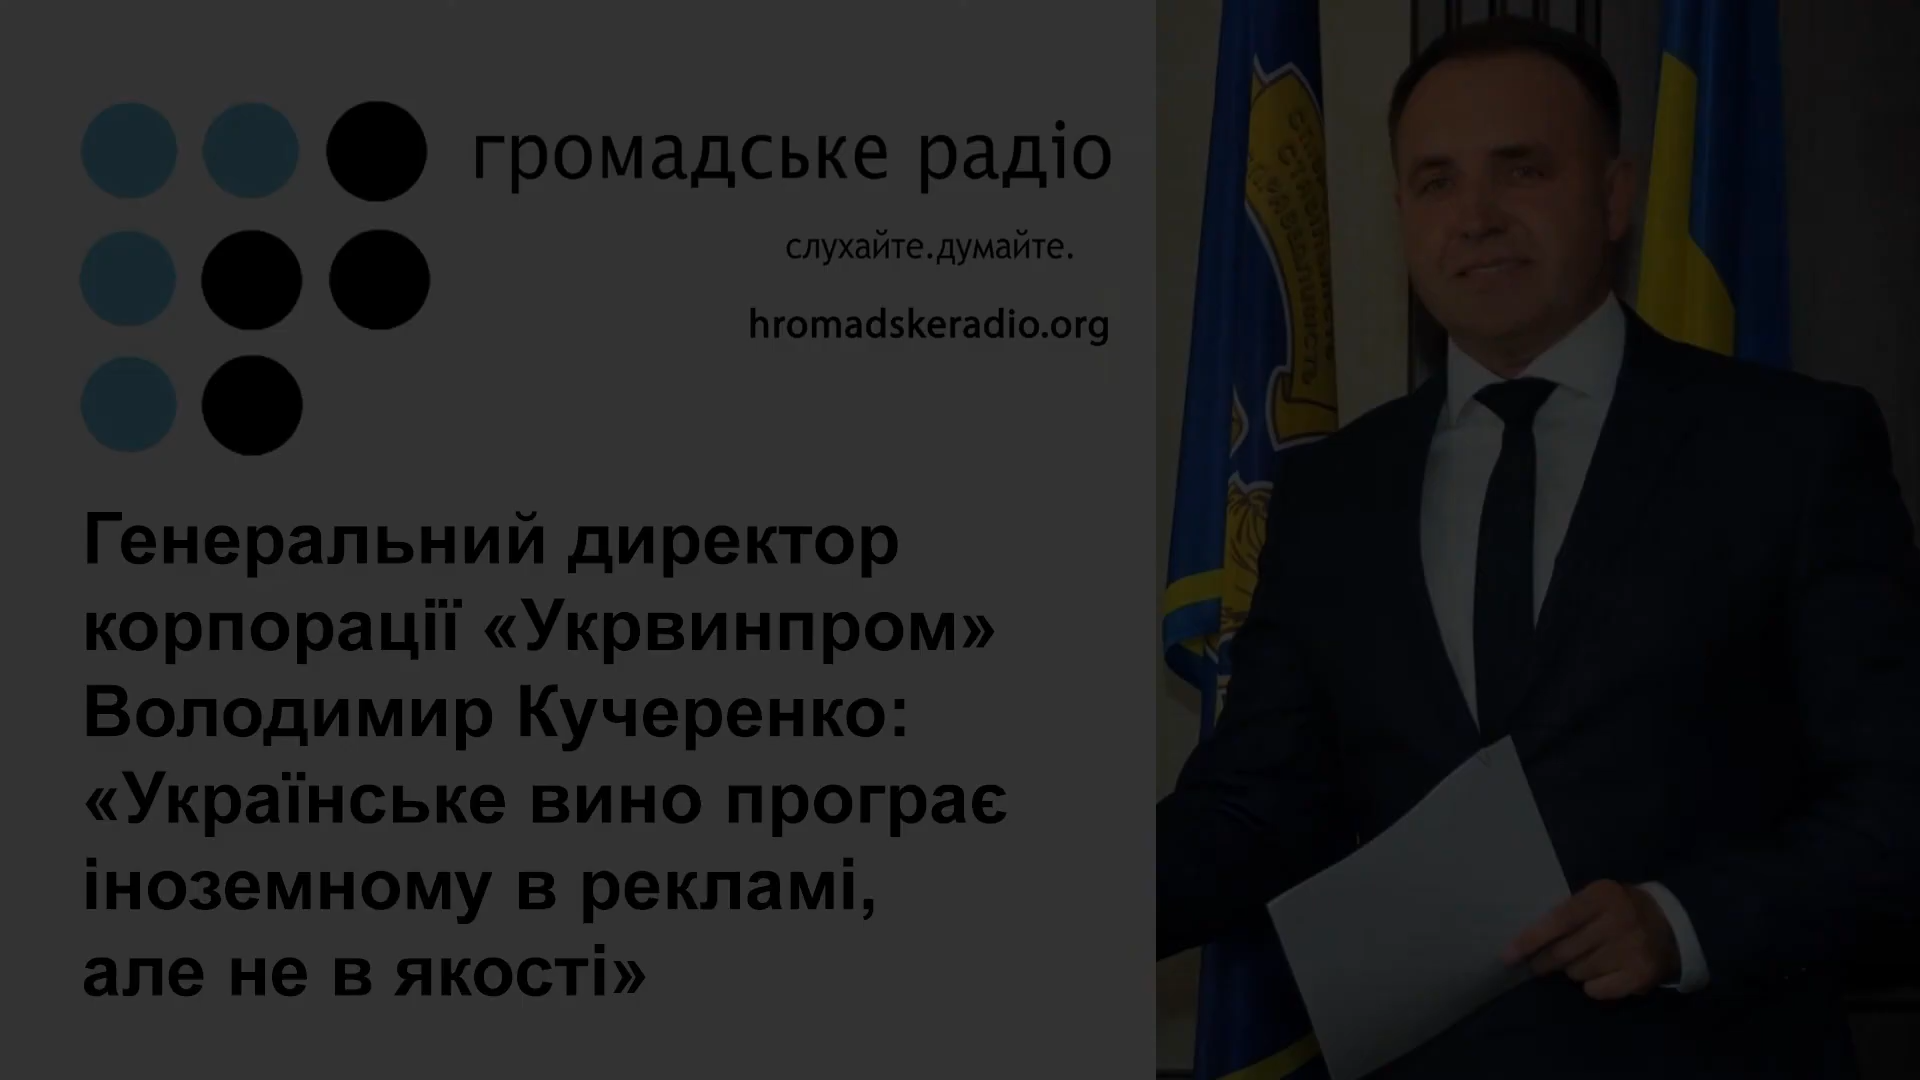 громадське радіо
слухайте.думайте.
hromadskeradio.org
Генеральний директор
корпорації «Укрвинпром»
Володимир Кучеренко:
«Українське вино програє
іноземному в рекламі,
але не в якості»